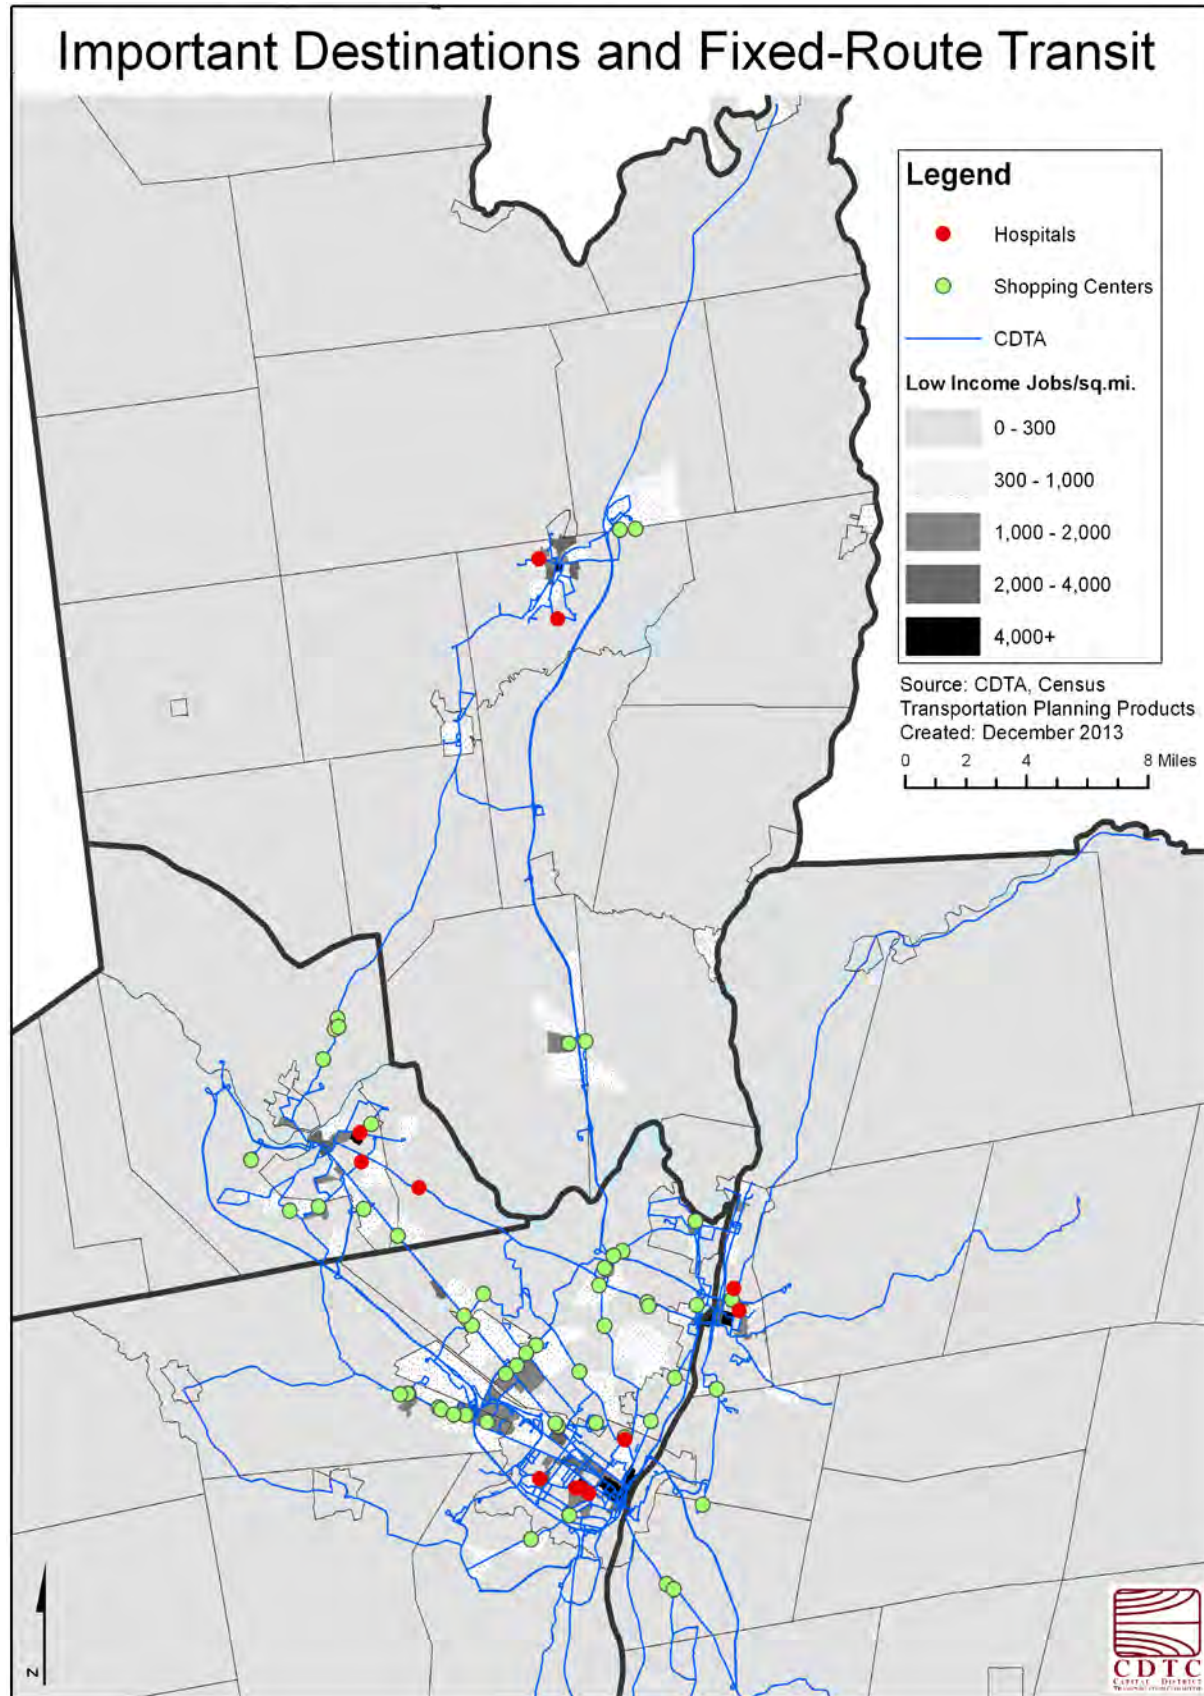 Important Destinations and Fixed-Route Transit
Legend
Hospitals
Shopping Centers
CDTA
Low Income Jobs/sq.mi.
0 - 300
300 - 1,000
1,000 - 2,000
2,000 - 4,000
4,000+
Source: CDTA, Census
Transportation Planning Products
Created: December 2013
0 2 4 8 Miles
N
CDTC
CAPITAL DISTRICT